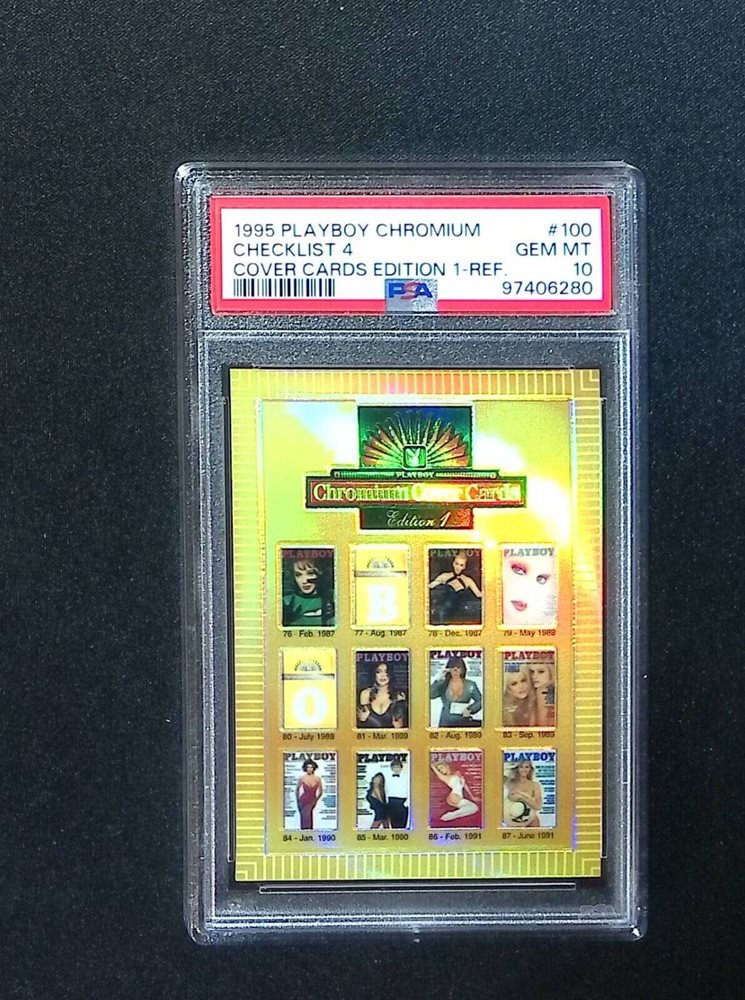 1995 PLAYBOY CHROMIUM #100
CHECKLIST 4 GEM MT
COVER CARDS EDITION 1-REF. 10
PSA 97406280
PLAYBOY
Chromium Cover Cards
Edition 1
PLAYBOY PLAYBOY PLAYBOY
B
76 - Feb. 1987 77 - Aug. 1987 78 - Dec. 1987 79 - May 1988
PLAYBOY PLAYBOY PLAYBOY
O
80 - July 1988 81 - Mar. 1989 82 - Aug. 1989 83 - Sep. 1989
PLAYBOY PLAYBOY PLAYBOY PLAYBOY
84 - Jan. 1990 85 - Mar. 1990 86 - Feb. 1991 87 - June 1991